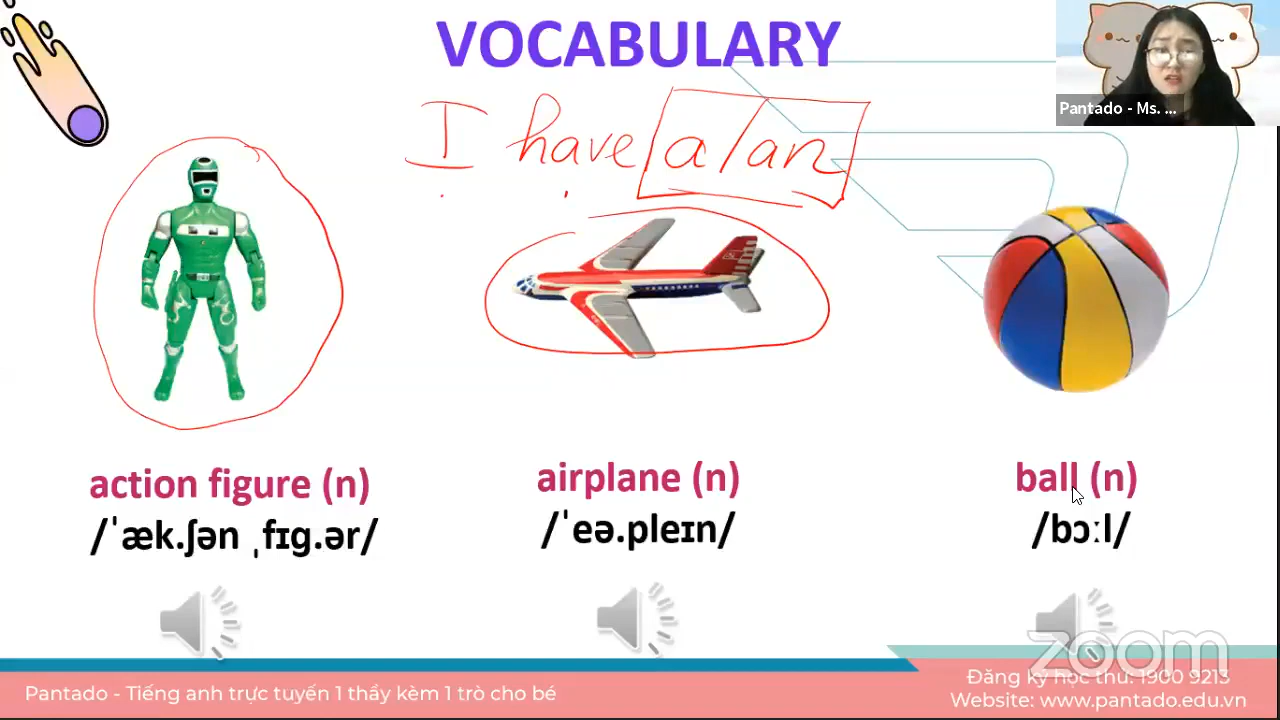 VOCABULARY
Pantado - Ms. ...
I have a/an
action figure (n)
/ˈæk.ʃən ˌfɪg.ər/
airplane (n)
/ˈeə.pleɪn/
ball (n)
/bɔːl/
zoom
Pantado - Tiếng anh trực tuyến 1 thầy kèm 1 trò cho bé
Đăng ký học thử: 1900 9213
Website: www.pantado.edu.vn